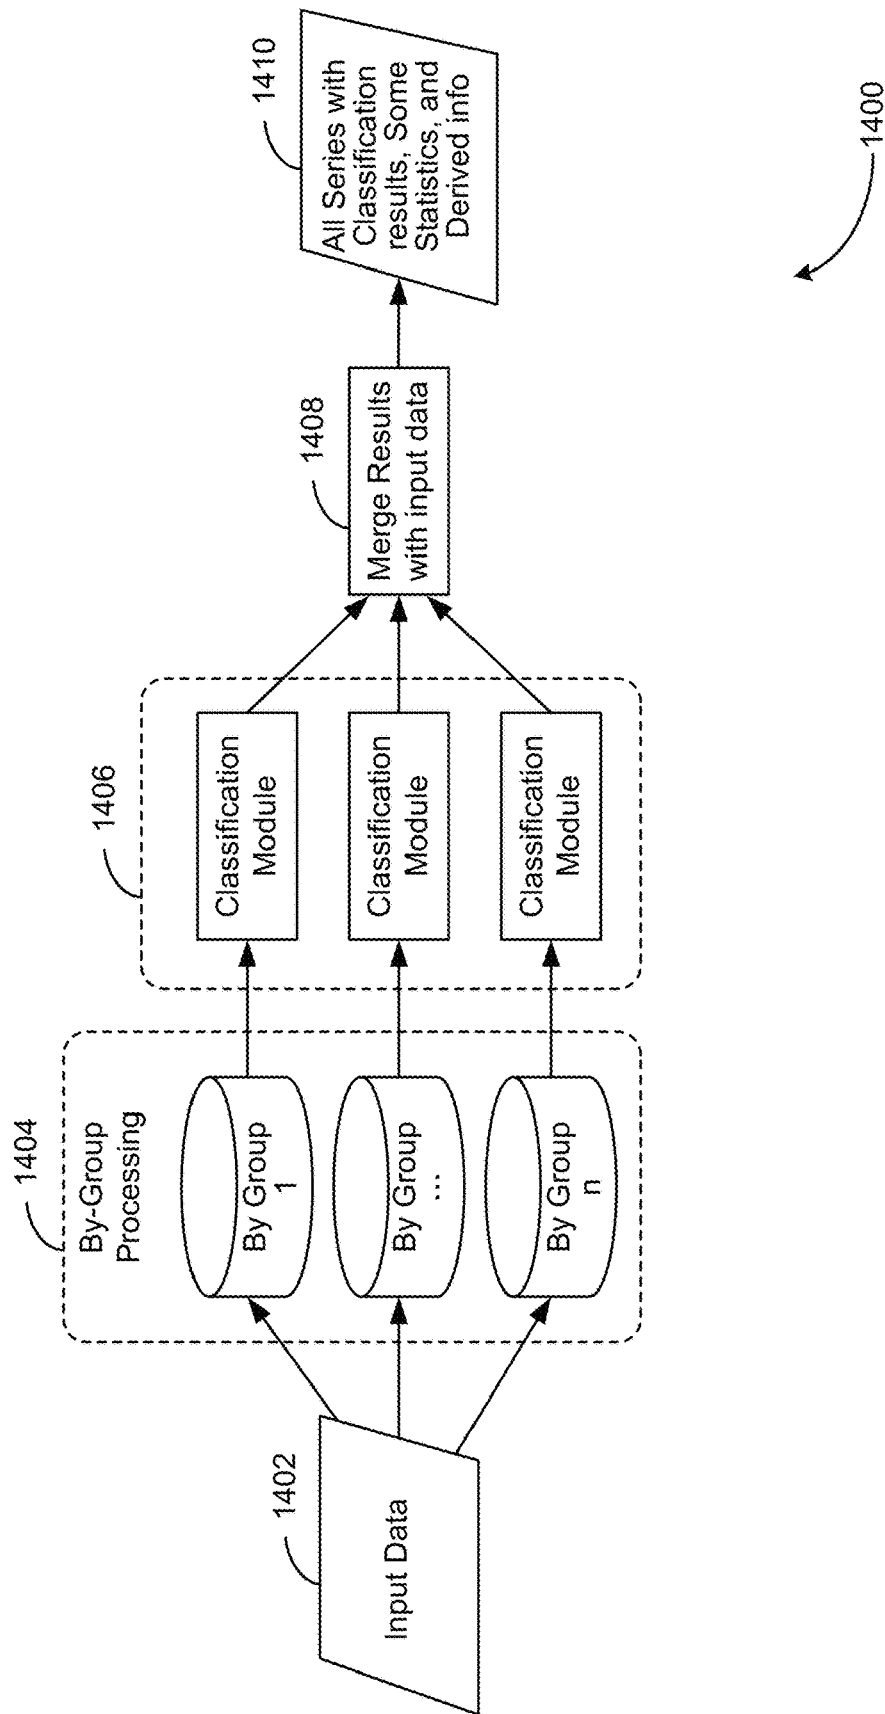 1402
Input Data
1404
By-Group
Processing
By Group
1
By Group
...
By Group
n
1406
Classification
Module
Classification
Module
Classification
Module
1408
Merge Results
with input data
1410
All Series with
Classification
results, Some
Statistics, and
Derived info
1400